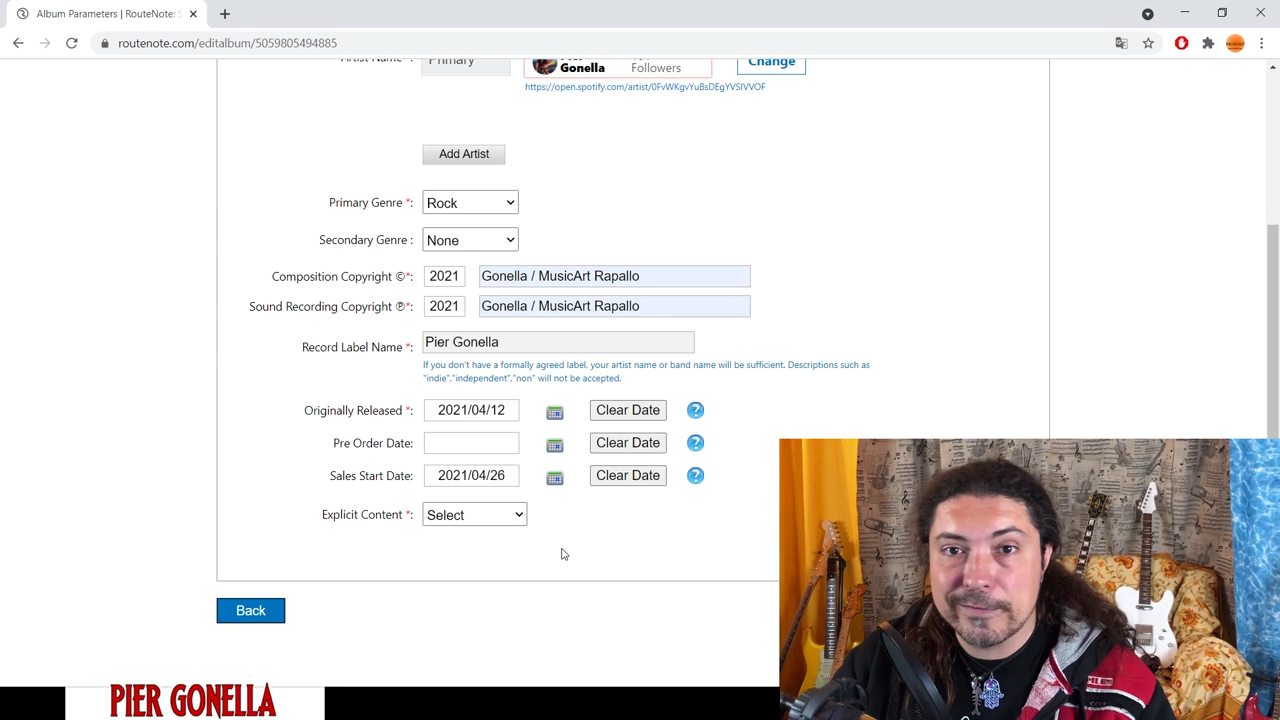 Album Parameters | RouteNote: S
routenote.com/editalbum/5059805494885
Artist Name
Primary
Gonella
Followers
Change
https://open.spotify.com/artist/0FvWKgvYuBsDEgYVSIVVOF
Add Artist
Primary Genre *: Rock
Secondary Genre : None
Composition Copyright ©*: 2021 Gonella / MusicArt Rapallo
Sound Recording Copyright ℗*: 2021 Gonella / MusicArt Rapallo
Record Label Name *: Pier Gonella
If you don't have a formally agreed label, your artist name or band name will be sufficient. Descriptions such as
"indie","independent","non" will not be accepted.
Originally Released *: 2021/04/12 Clear Date ?
Pre Order Date: Clear Date ?
Sales Start Date: 2021/04/26 Clear Date ?
Explicit Content *: Select
Back
PIER GONELLA